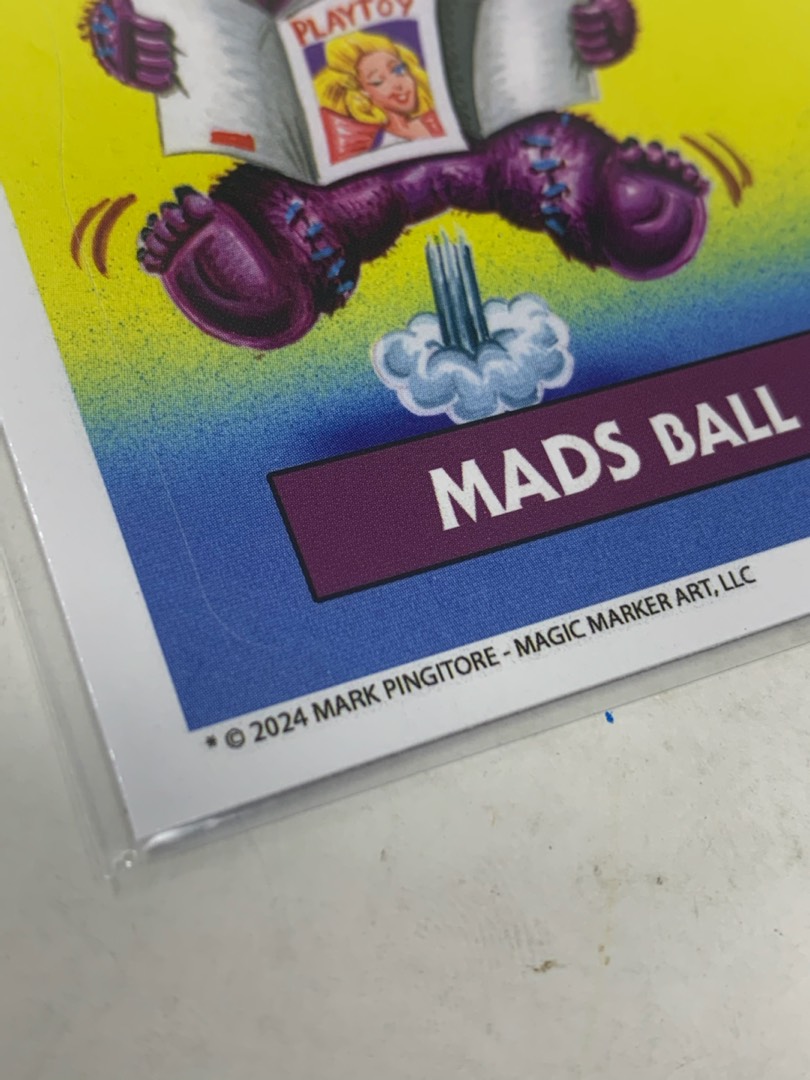 PLAYTOY
MADS BALL
* © 2024 MARK PINGITORE - MAGIC MARKER ART, LLC